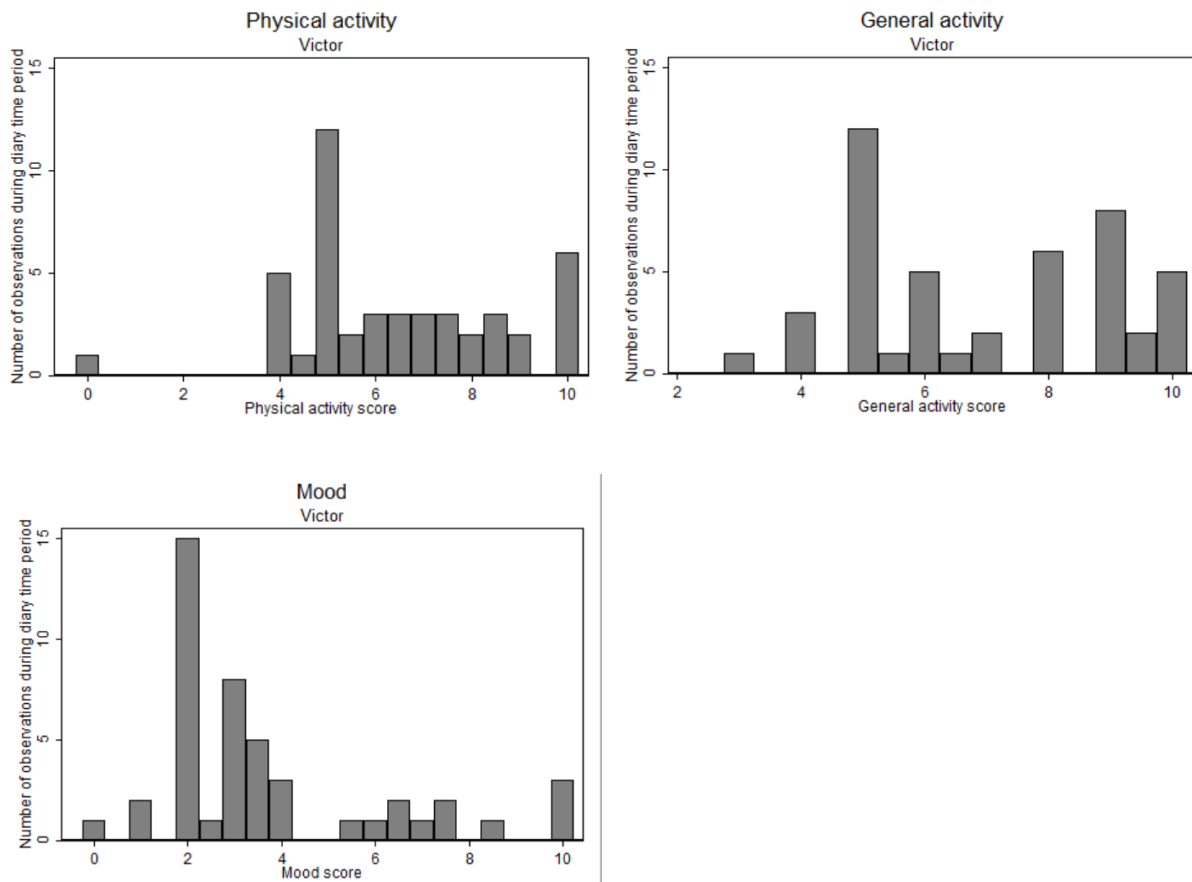 Physical activity
Victor
Number of observations during diary time period
15
10
5
0
0 2 4 6 8 10
Physical activity score
General activity
Victor
Number of observations during diary time period
15
10
5
0
2 4 6 8 10
General activity score
Mood
Victor
Number of observations during diary time period
15
10
5
0
0 2 4 6 8 10
Mood score